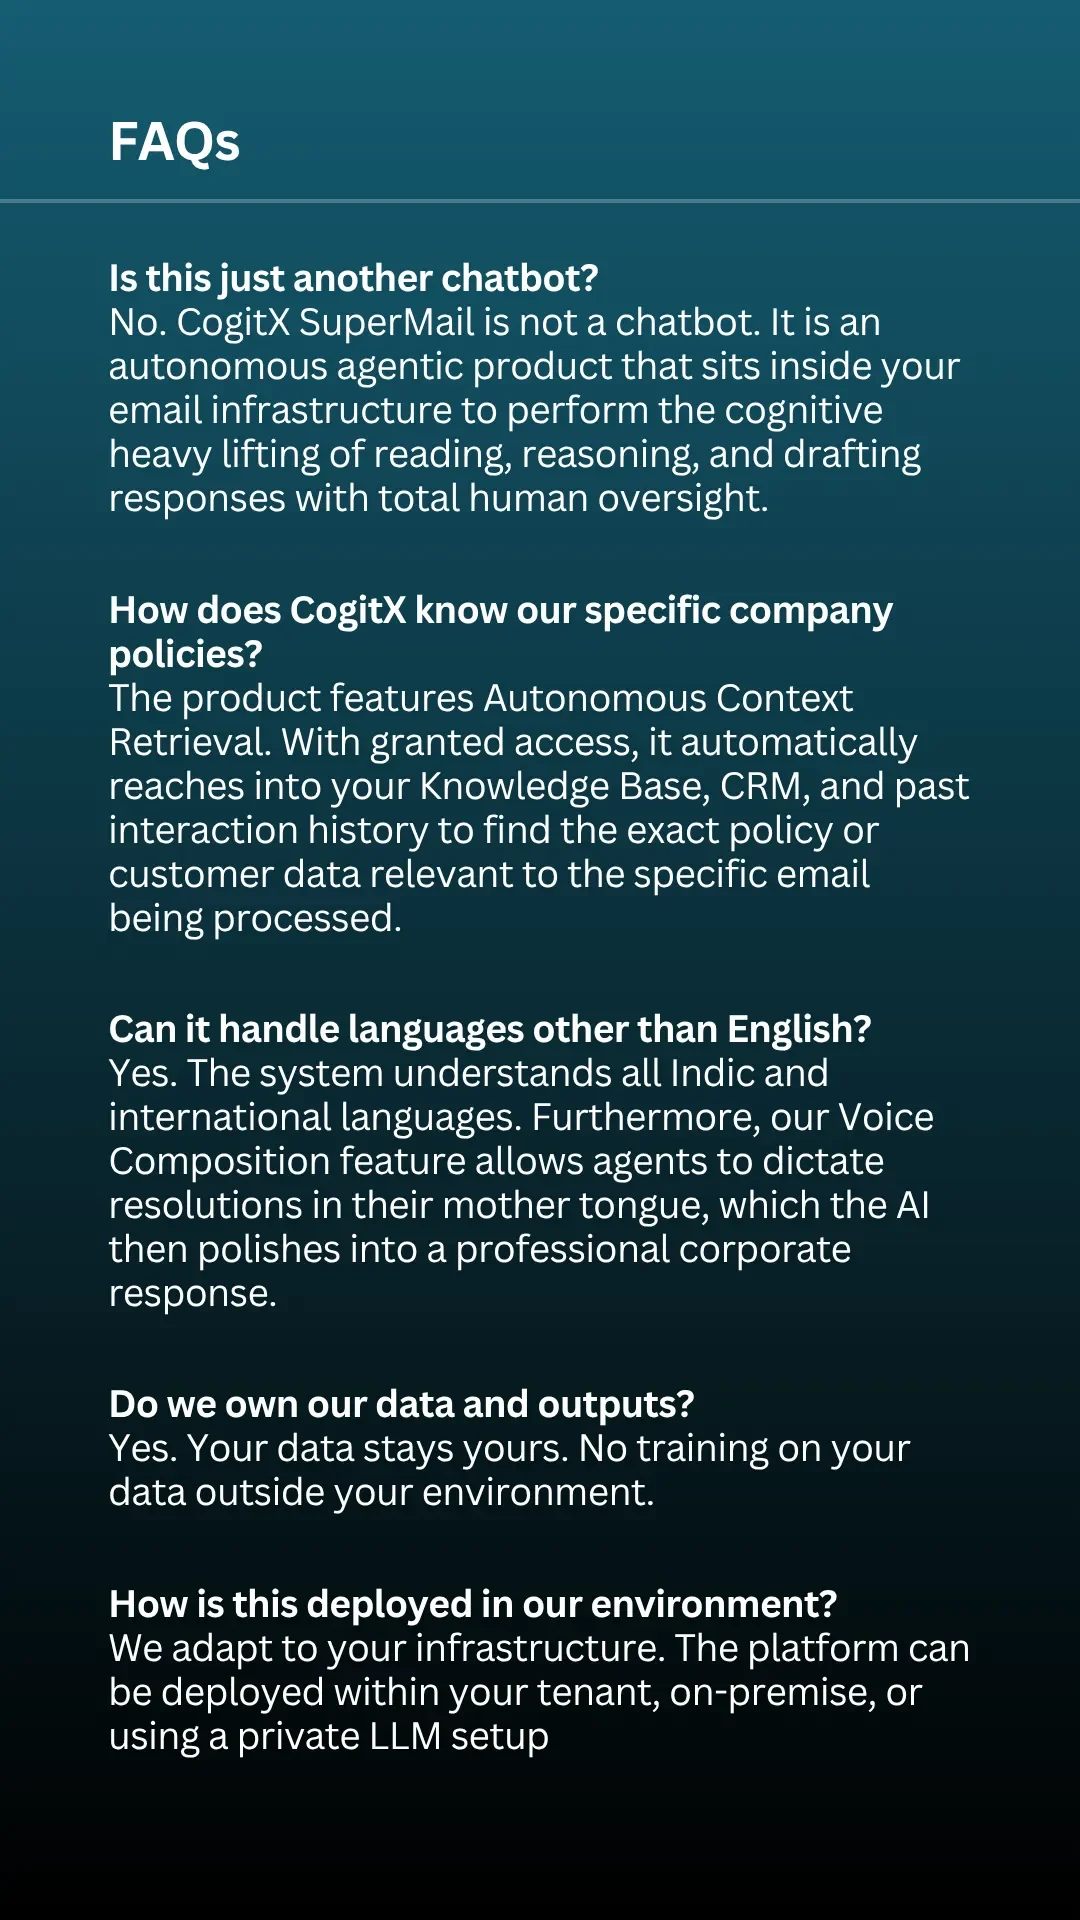 FAQs
Is this just another chatbot?
No. CogitX SuperMail is not a chatbot. It is an
autonomous agentic product that sits inside your
email infrastructure to perform the cognitive
heavy lifting of reading, reasoning, and drafting
responses with total human oversight.
How does CogitX know our specific company
policies?
The product features Autonomous Context
Retrieval. With granted access, it automatically
reaches into your Knowledge Base, CRM, and past
interaction history to find the exact policy or
customer data relevant to the specific email
being processed.
Can it handle languages other than English?
Yes. The system understands all Indic and
international languages. Furthermore, our Voice
Composition feature allows agents to dictate
resolutions in their mother tongue, which the AI
then polishes into a professional corporate
response.
Do we own our data and outputs?
Yes. Your data stays yours. No training on your
data outside your environment.
How is this deployed in our environment?
We adapt to your infrastructure. The platform can
be deployed within your tenant, on-premise, or
using a private LLM setup